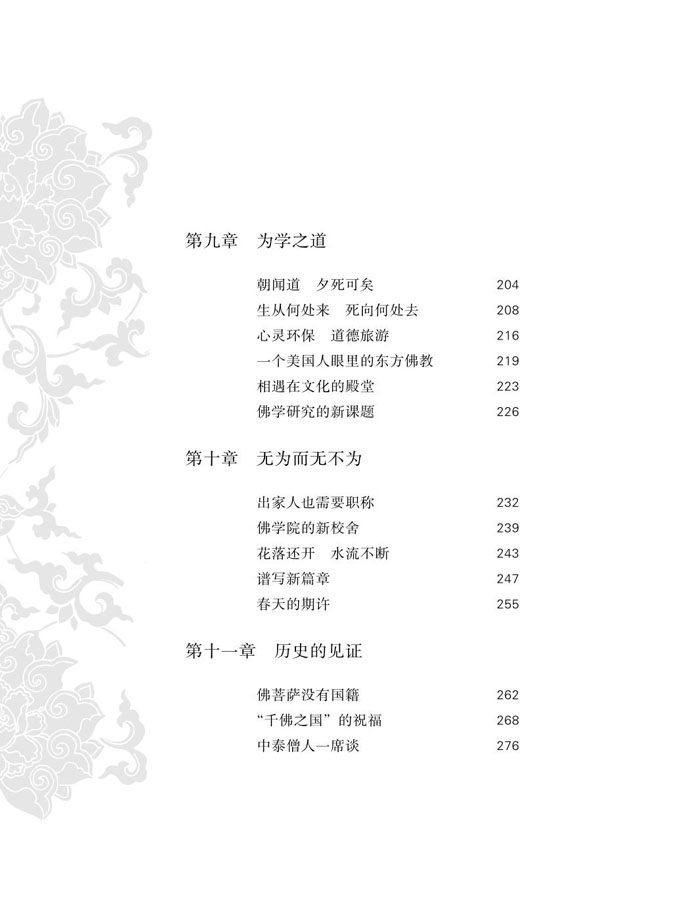 第九章　为学之道
朝闻道　夕死可矣　204
生从何处来　死向何处去　208
心灵环保　道德旅游　216
一个美国人眼里的东方佛教　219
相遇在文化的殿堂　223
佛学研究的新课题　226
第十章　无为而无不为
出家人也需要职称　232
佛学院的新校舍　239
花落还开　水流不断　243
谱写新篇章　247
春天的期许　255
第十一章　历史的见证
佛菩萨没有国籍　262
“千佛之国”的祝福　268
中泰僧人一席谈　276